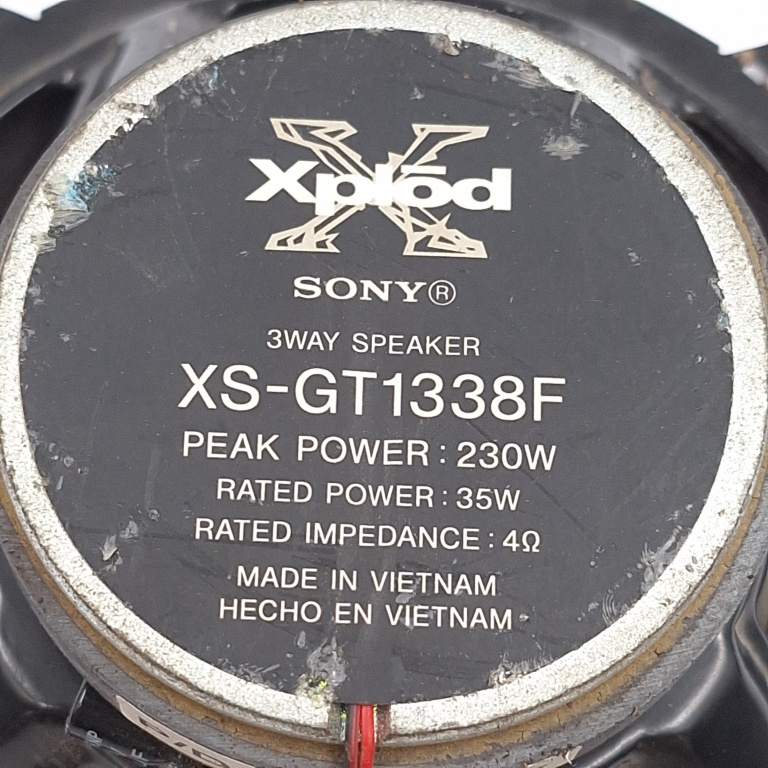 Xplōd
SONY®
3WAY SPEAKER
XS-GT1338F
PEAK POWER : 230W
RATED POWER : 35W
RATED IMPEDANCE : 4Ω
MADE IN VIETNAM
HECHO EN VIETNAM